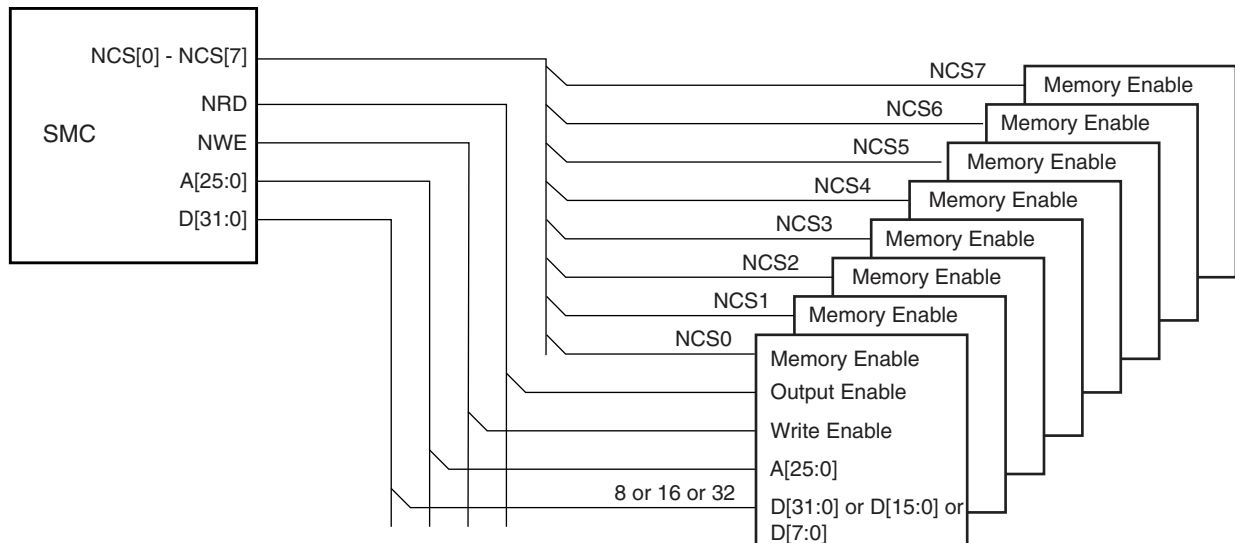 NCS[0] - NCS[7]
NRD
SMC
NWE
A[25:0]
D[31:0]
NCS7
Memory Enable
NCS6
Memory Enable
NCS5
Memory Enable
NCS4
Memory Enable
NCS3
Memory Enable
NCS2
Memory Enable
NCS1
Memory Enable
NCS0
Memory Enable
Output Enable
Write Enable
A[25:0]
8 or 16 or 32
D[31:0] or D[15:0] or
D[7:0]